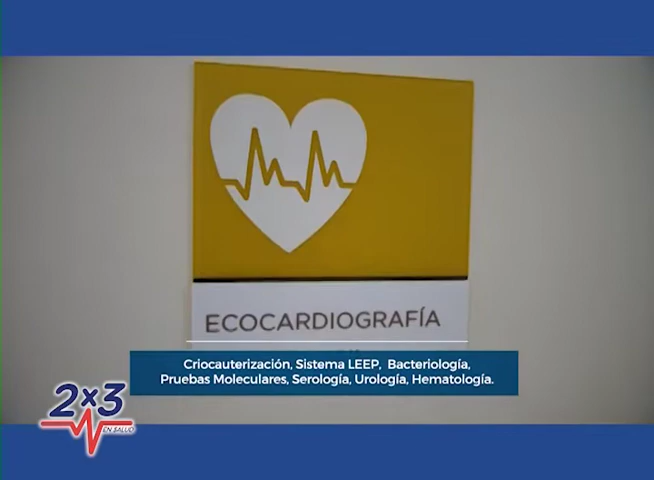 ECOCARDIOGRAFÍA
Criocauterización, Sistema LEEP, Bacteriología,
Pruebas Moleculares, Serología, Urología, Hematología.
2x3
EN SALUD